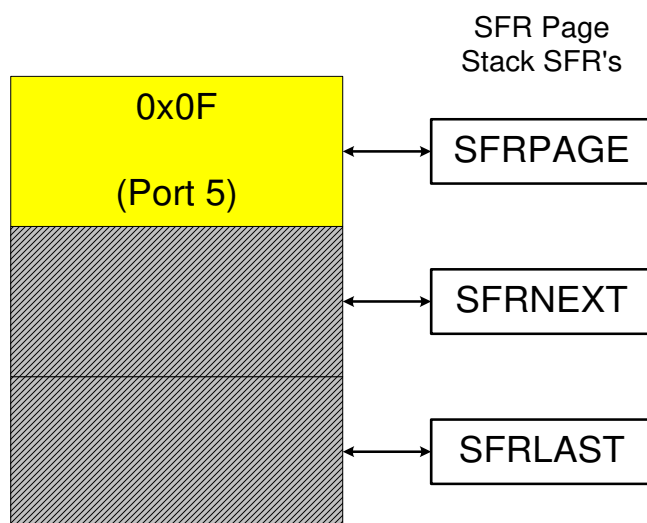 SFR Page
Stack SFR's
0x0F
(Port 5)
SFRPAGE
SFRNEXT
SFRLAST